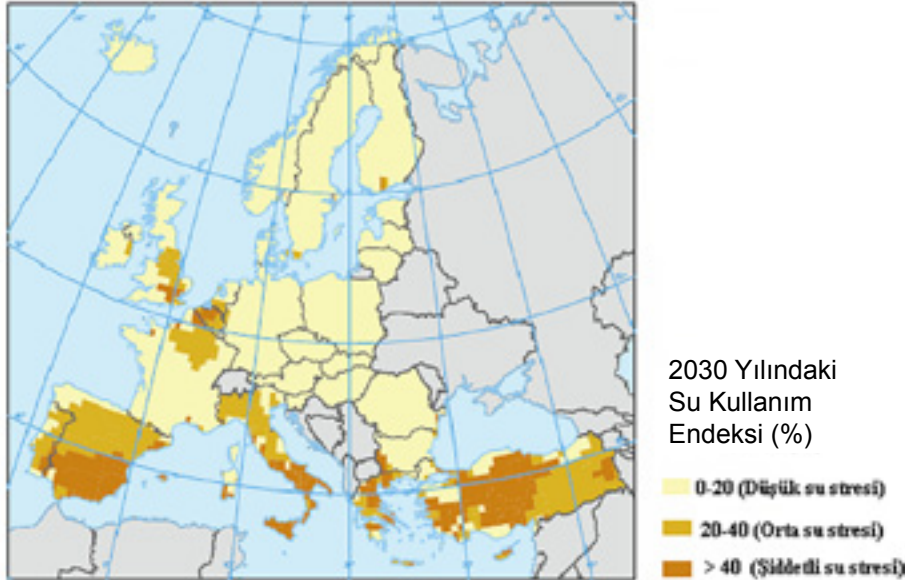 2030 Yılındaki
Su Kullanım
Endeksi (%)
0-20 (Düşük su stresi)
20-40 (Orta su stresi)
> 40 (Şiddetli su stresi)